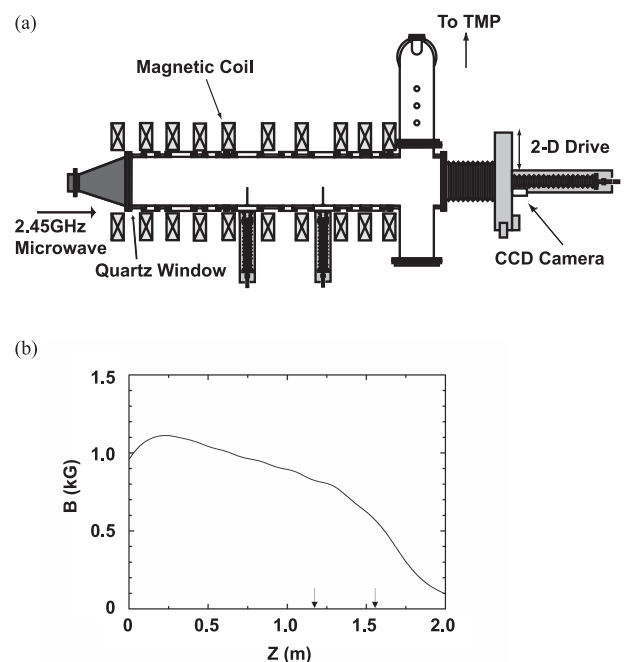 (a)
To TMP
Magnetic Coil
2-D Drive
2.45GHz
Microwave
Quartz Window
CCD Camera
(b)
1.5
1.0
0.5
0
B (kG)
0
0.5
1.0
1.5
2.0
Z (m)